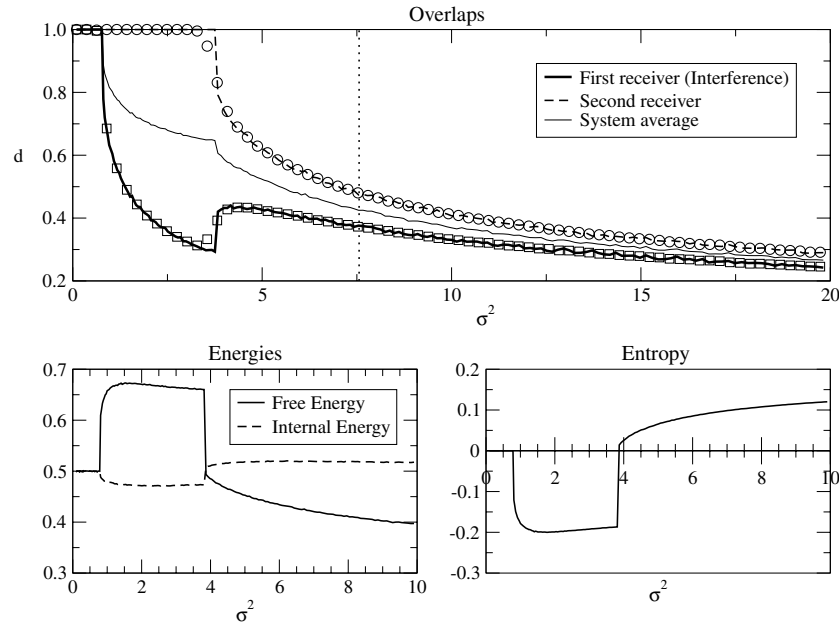 Overlaps
1.0
0.8
0.6
0.4
0.2
d
First receiver (Interference)
Second receiver
System average
0 5 10 15 20
σ²
Energies
0.7
0.6
0.5
0.4
0.3
Free Energy
Internal Energy
0 2 4 6 8 10
σ²
Entropy
0.2
0.1
0
-0.1
-0.2
-0.3
0 2 4 6 8 10
σ²